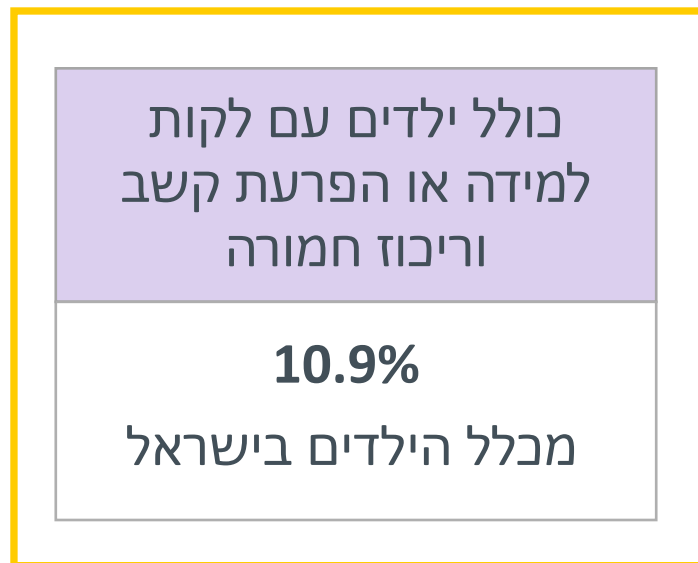 כולל ילדים עם לקות
למידה או הפרעת קשב
וריכוז חמורה
10.9%
מכלל הילדים בישראל